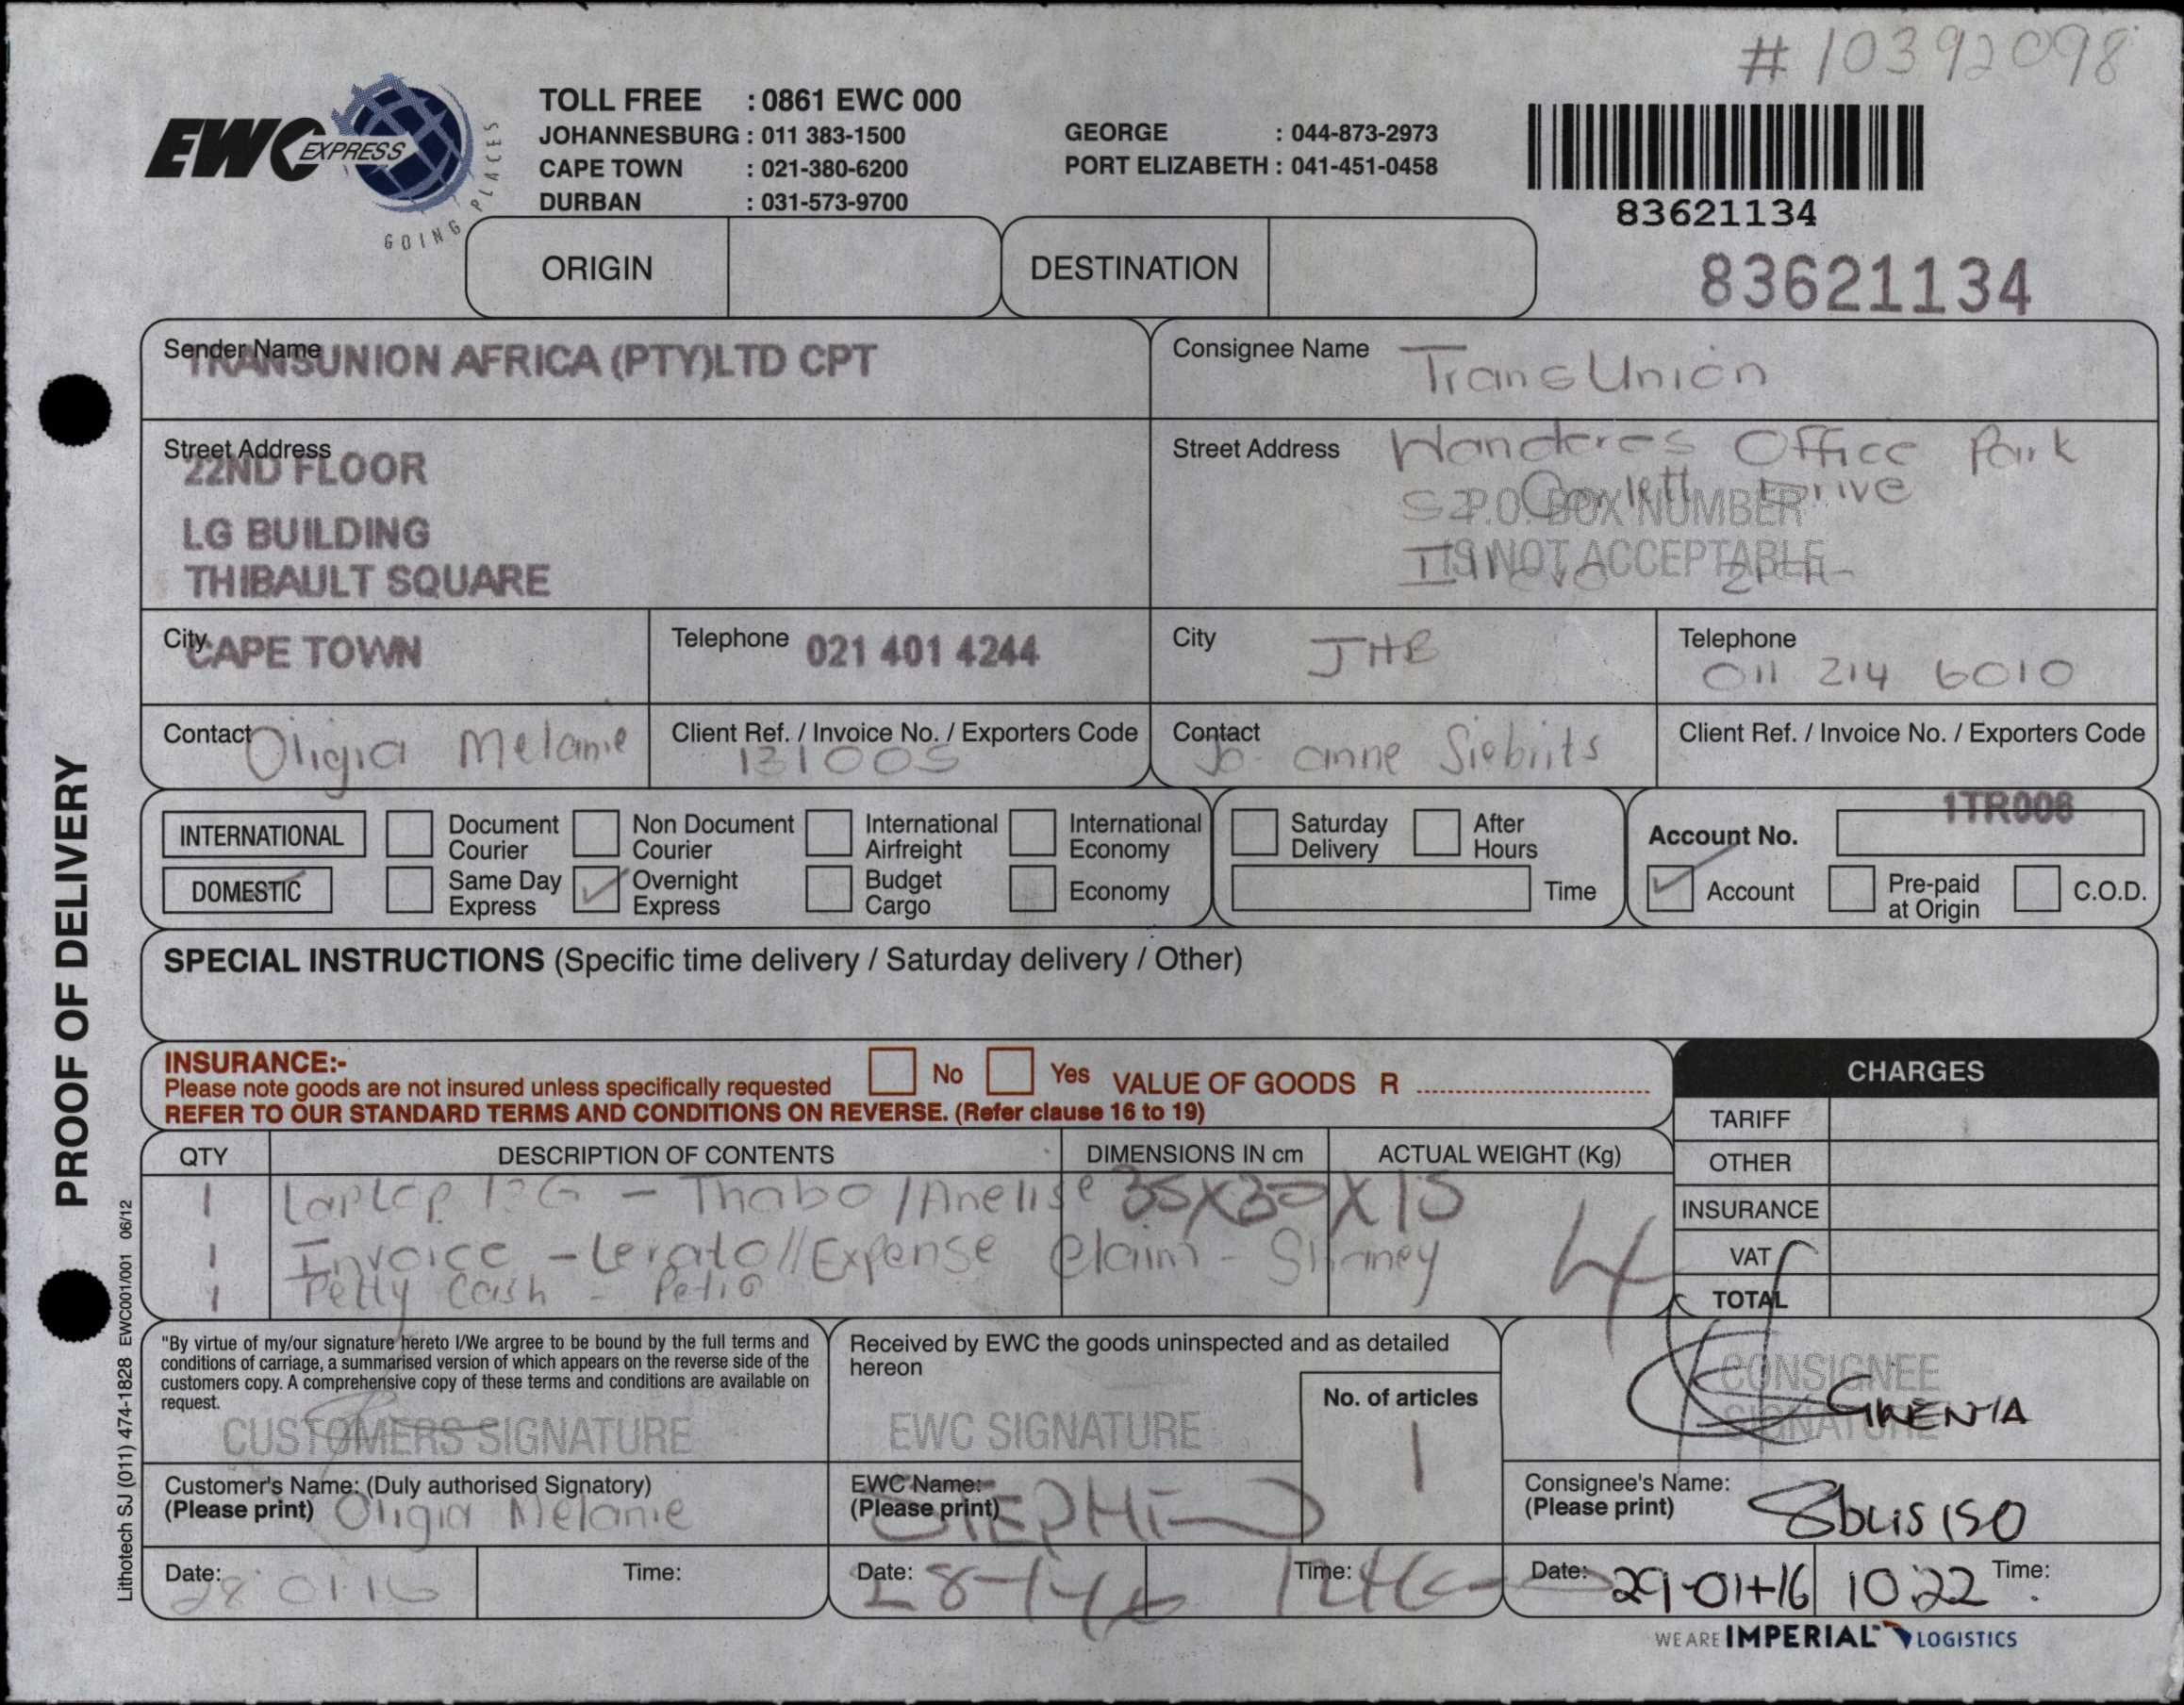 #10392098
EWC EXPRESS
GOING PLACES
TOLL FREE : 0861 EWC 000
JOHANNESBURG : 011 383-1500
CAPE TOWN : 021-380-6200
DURBAN : 031-573-9700
GEORGE : 044-873-2973
PORT ELIZABETH : 041-451-0458
83621134
83621134
ORIGIN
DESTINATION
Sender Name
TRANSUNION AFRICA (PTY)LTD CPT
Consignee Name TransUnion
Street Address
22ND FLOOR
LG BUILDING
THIBAULT SQUARE
Street Address Wanderers Office Park
52 Corlett Drive
P.O. BOX NUMBER
IS NOT ACCEPTABLE
Illovo
City CAPE TOWN
Telephone 021 401 4244
City JHB
Telephone
011 214 6010
Contact Oligia Melanie
Client Ref. / Invoice No. / Exporters Code
131005
Contact
Jo-anne Siebrits
Client Ref. / Invoice No. / Exporters Code
INTERNATIONAL
Document Courier
Non Document Courier
International Airfreight
International Economy
DOMESTIC
Same Day Express
Overnight Express
Budget Cargo
Economy
Saturday Delivery
After Hours
Time
1TR006
Account No.
Account
Pre-paid at Origin
C.O.D.
SPECIAL INSTRUCTIONS (Specific time delivery / Saturday delivery / Other)
INSURANCE:-
Please note goods are not insured unless specifically requested
No Yes VALUE OF GOODS R
REFER TO OUR STANDARD TERMS AND CONDITIONS ON REVERSE. (Refer clause 16 to 19)
CHARGES
TARIFF
OTHER
INSURANCE
VAT
TOTAL
QTY DESCRIPTION OF CONTENTS DIMENSIONS IN cm ACTUAL WEIGHT (Kg)
1 Laptop - Thabo / Anelise 35X30X15
1 Invoice - Lerato // Expense Claim - 4
1 Petty Cash -
"By virtue of my/our signature hereto I/We argree to be bound by the full terms and
conditions of carriage, a summarised version of which appears on the reverse side of the
customers copy. A comprehensive copy of these terms and conditions are available on
request.
CUSTOMERS SIGNATURE
Customer's Name: (Duly authorised Signatory)
(Please print) Oligia Melanie
Date: 28 01 16
Time:
Received by EWC the goods uninspected and as detailed
hereon
EWC SIGNATURE
No. of articles
1
EWC Name:
(Please print)
Date:
Time:
CONSIGNEE
SIGNATURE
Consignee's Name:
(Please print) Sbusiso
Date: 29-01-16 10:22 Time:
WE ARE IMPERIAL LOGISTICS
PROOF OF DELIVERY
Lithotech SJ (011) 474-1828 EWC001/001 06/12